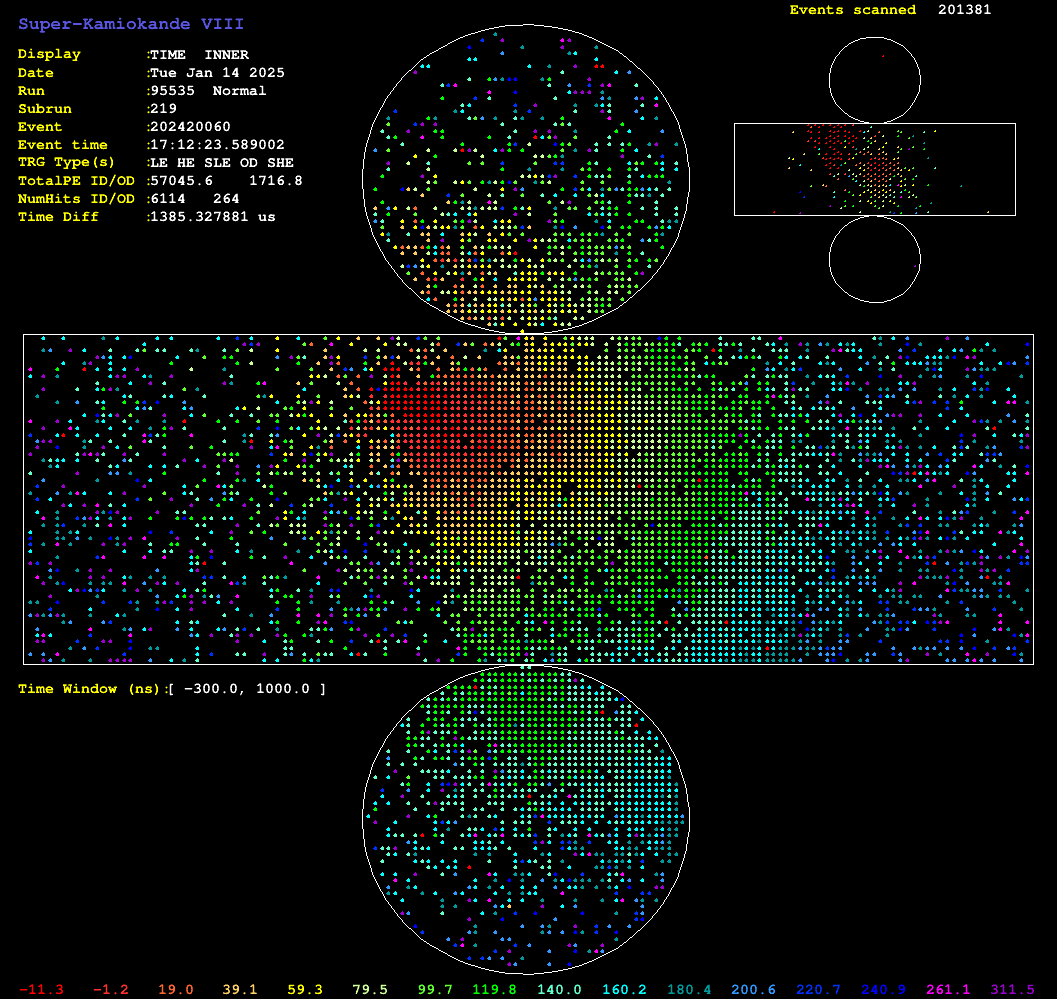 Events scanned 201381
Super-Kamiokande VIII
Display :TIME INNER
Date :Tue Jan 14 2025
Run :95535 Normal
Subrun :219
Event :202420060
Event time :17:12:23.589002
TRG Type(s) :LE HE SLE OD SHE
TotalPE ID/OD :57045.6 1716.8
NumHits ID/OD :6114 264
Time Diff :1385.327881 us
Time Window (ns):[ -300.0, 1000.0 ]
-11.3 -1.2 19.0 39.1 59.3 79.5 99.7 119.8 140.0 160.2 180.4 200.6 220.7 240.9 261.1 311.5